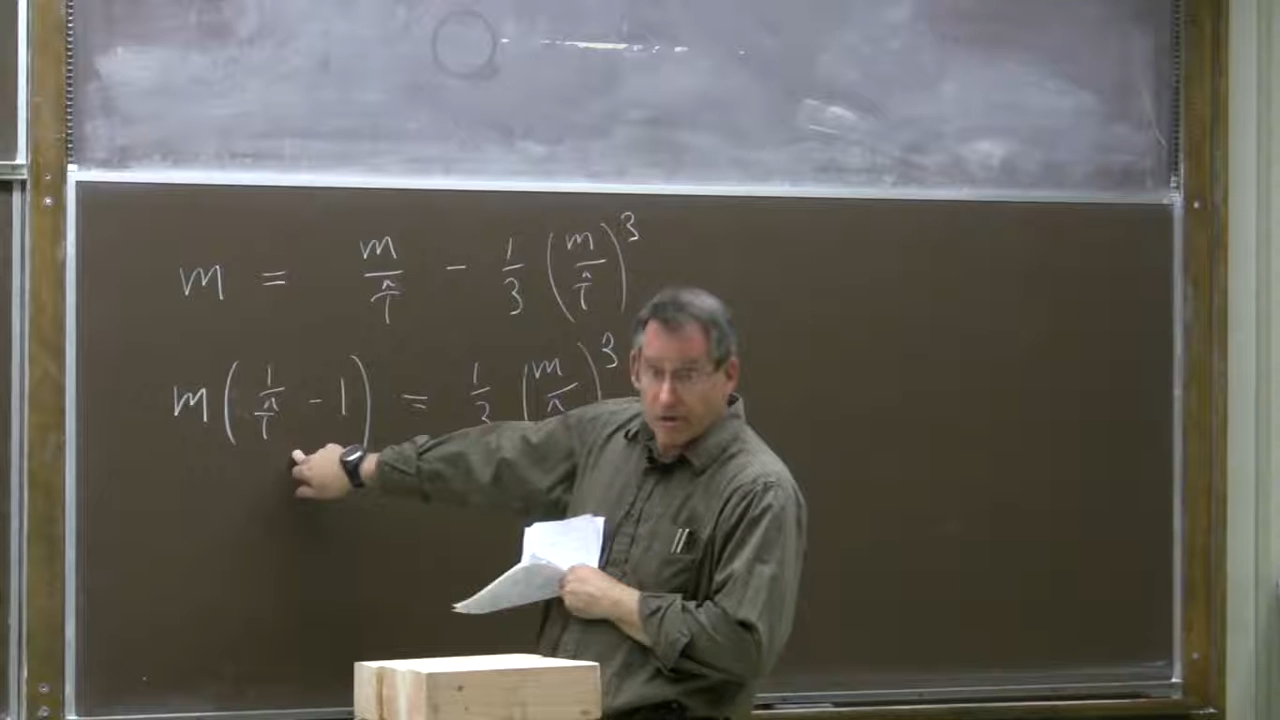 m = m/T̂ - 1/3 (m/T̂)^3
m (1/T̂ - 1) = 1/3 (m/T̂)^3